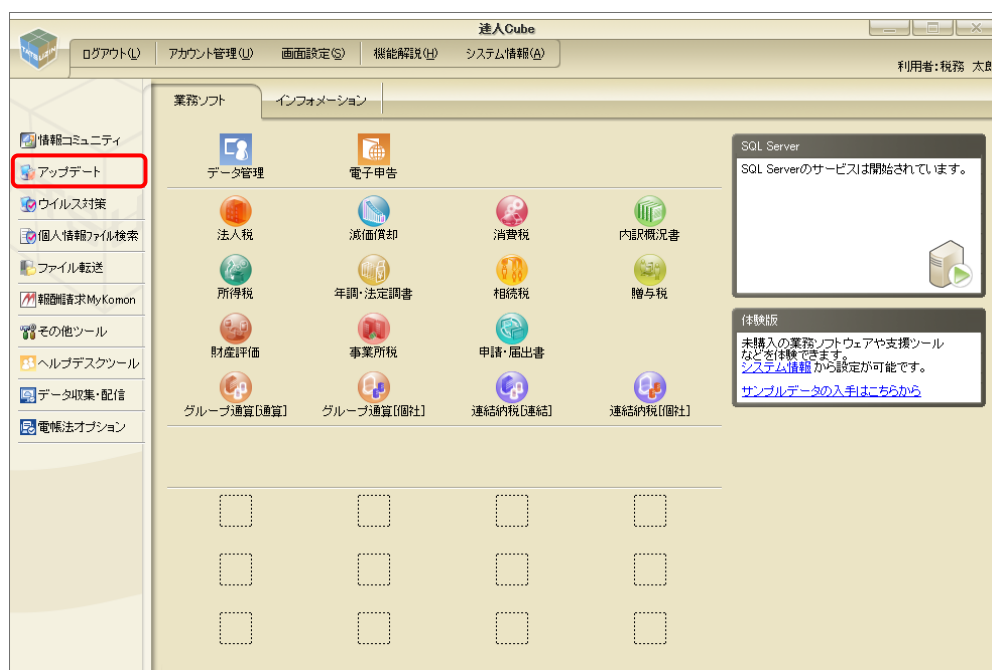 達人Cube
ログアウト(L) アカウント管理(U) 画面設定(S) 機能解説(H) システム情報(A)
利用者:税務 太郎
業務ソフト インフォメーション
情報コミュニティ
アップデート
ウイルス対策
個人情報ファイル検索
ファイル転送
報酬請求MyKomon
その他ツール
ヘルプデスクツール
データ収集・配信
電帳法オプション
データ管理 電子申告
法人税 減価償却 消費税 内訳概況書
所得税 年調・法定調書 相続税 贈与税
財産評価 事業所税 申請・届出書
グループ通算[通算] グループ通算[個社] 連結納税[連結] 連結納税[個社]
SQL Server
SQL Serverのサービスは開始されています。
体験版
未購入の業務ソフトウェアや支援ツール
などを体験できます。
システム情報 から設定が可能です。
サンプルデータの入手はこちらから